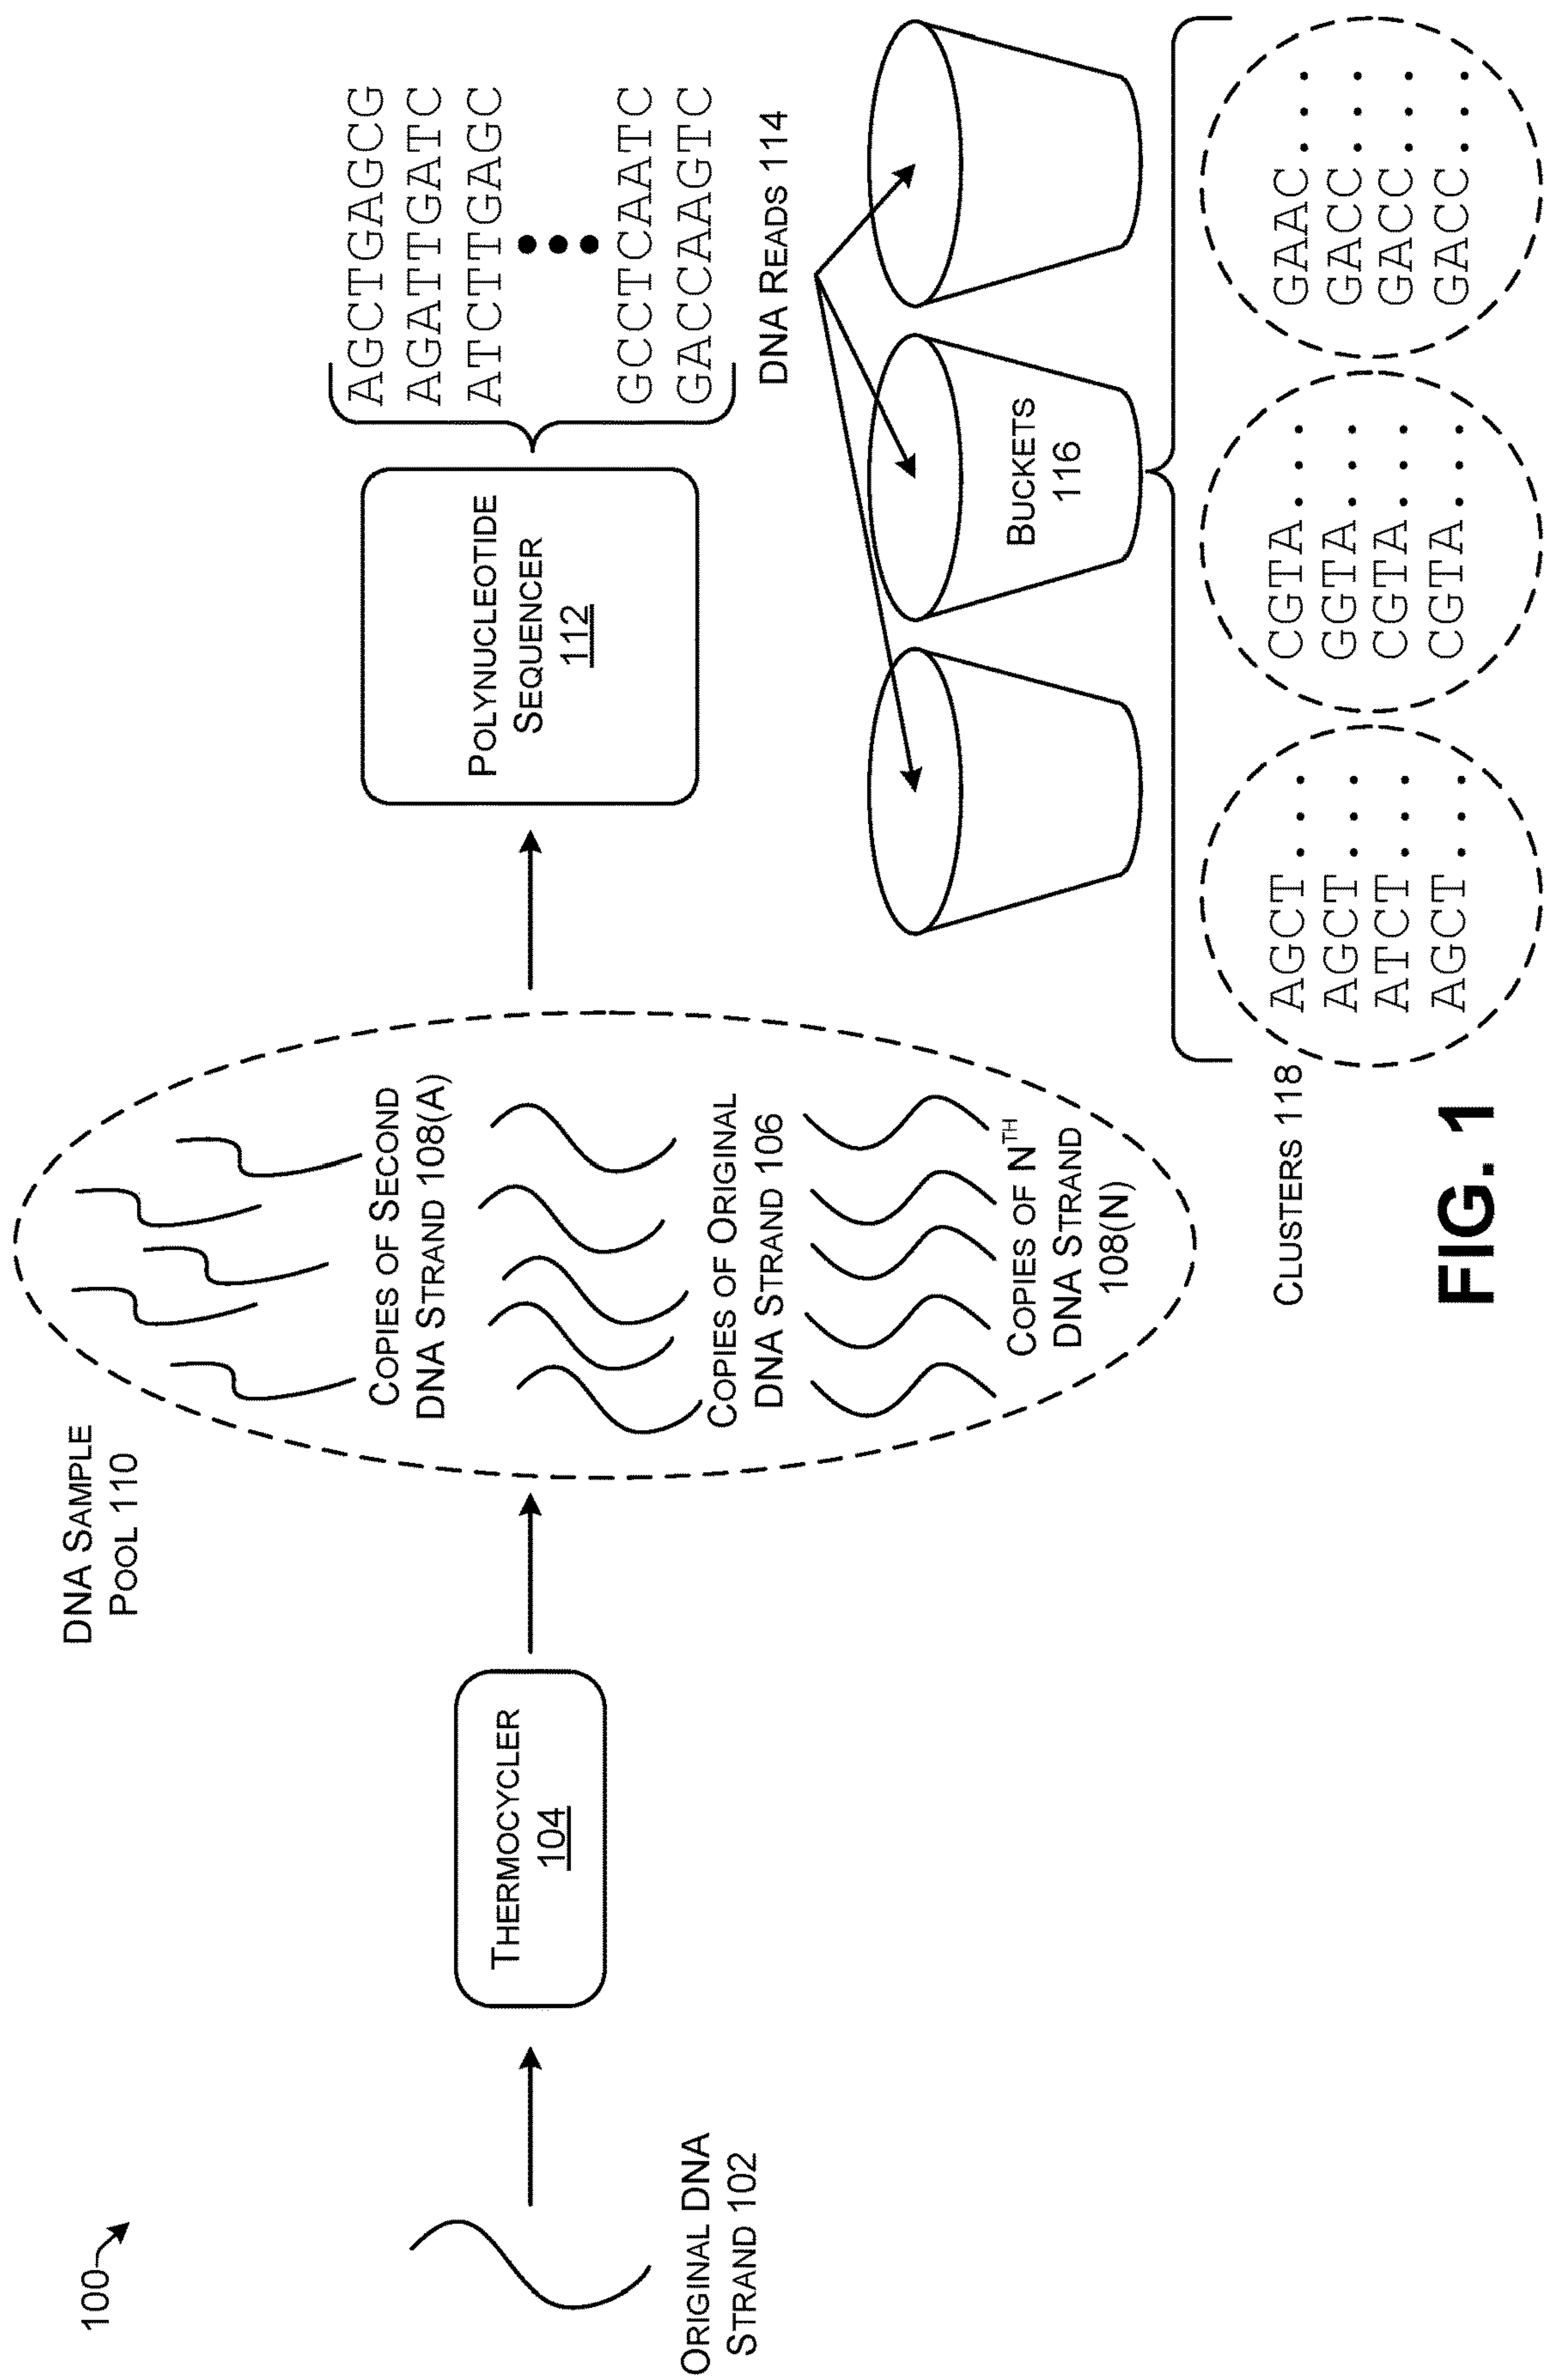 100
ORIGINAL DNA
STRAND 102
THERMOCYCLER
104
DNA SAMPLE
POOL 110
COPIES OF SECOND
DNA STRAND 108(A)
COPIES OF ORIGINAL
DNA STRAND 106
COPIES OF NTH
DNA STRAND
108(N)
POLYNUCLEOTIDE
SEQUENCER
112
AGCTGAGCG
AGATTGATC
ATCTTGAGC
GCCTCAATC
GACCAAGTC
DNA READS 114
BUCKETS
116
CLUSTERS 118
AGCT...
AGCT...
ATCT...
AGCT...
CGTA...
GGTA...
CGTA...
CGTA...
GAAC...
GACC...
GACC...
GACC...
FIG. 1